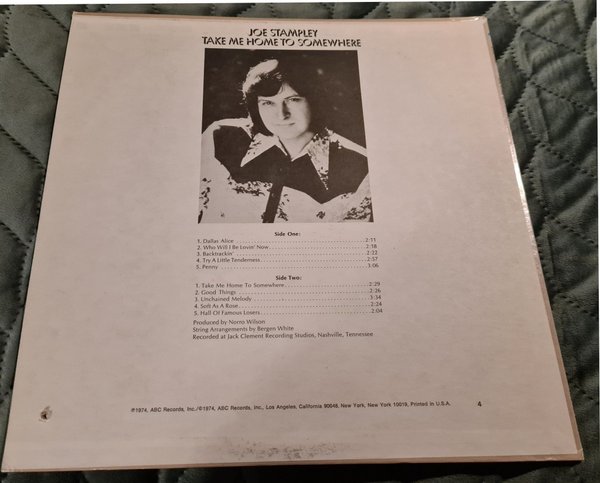 JOE STAMPLEY
TAKE ME HOME TO SOMEWHERE
Side One:
1. Dallas Alice ........ 2:11
2. Who Will I Be Lovin' Now ........ 2:18
3. Backtrackin' ........ 2:22
4. Try A Little Tenderness ........ 2:57
5. Penny ........ 3:06
Side Two:
1. Take Me Home To Somewhere ........ 2:29
2. Good Things ........ 2:26
3. Unchained Melody ........ 3:34
4. Soft As A Rose ........ 2:24
5. Hall Of Famous Losers ........ 2:04
Produced by Norro Wilson
String Arrangements by Bergen White
Recorded at Jack Clement Recording Studios, Nashville, Tennessee
℗1974, ABC Records, Inc./©1974, ABC Records, Inc., Los Angeles, California 90048, New York, New York 10019, Printed in U.S.A. 4